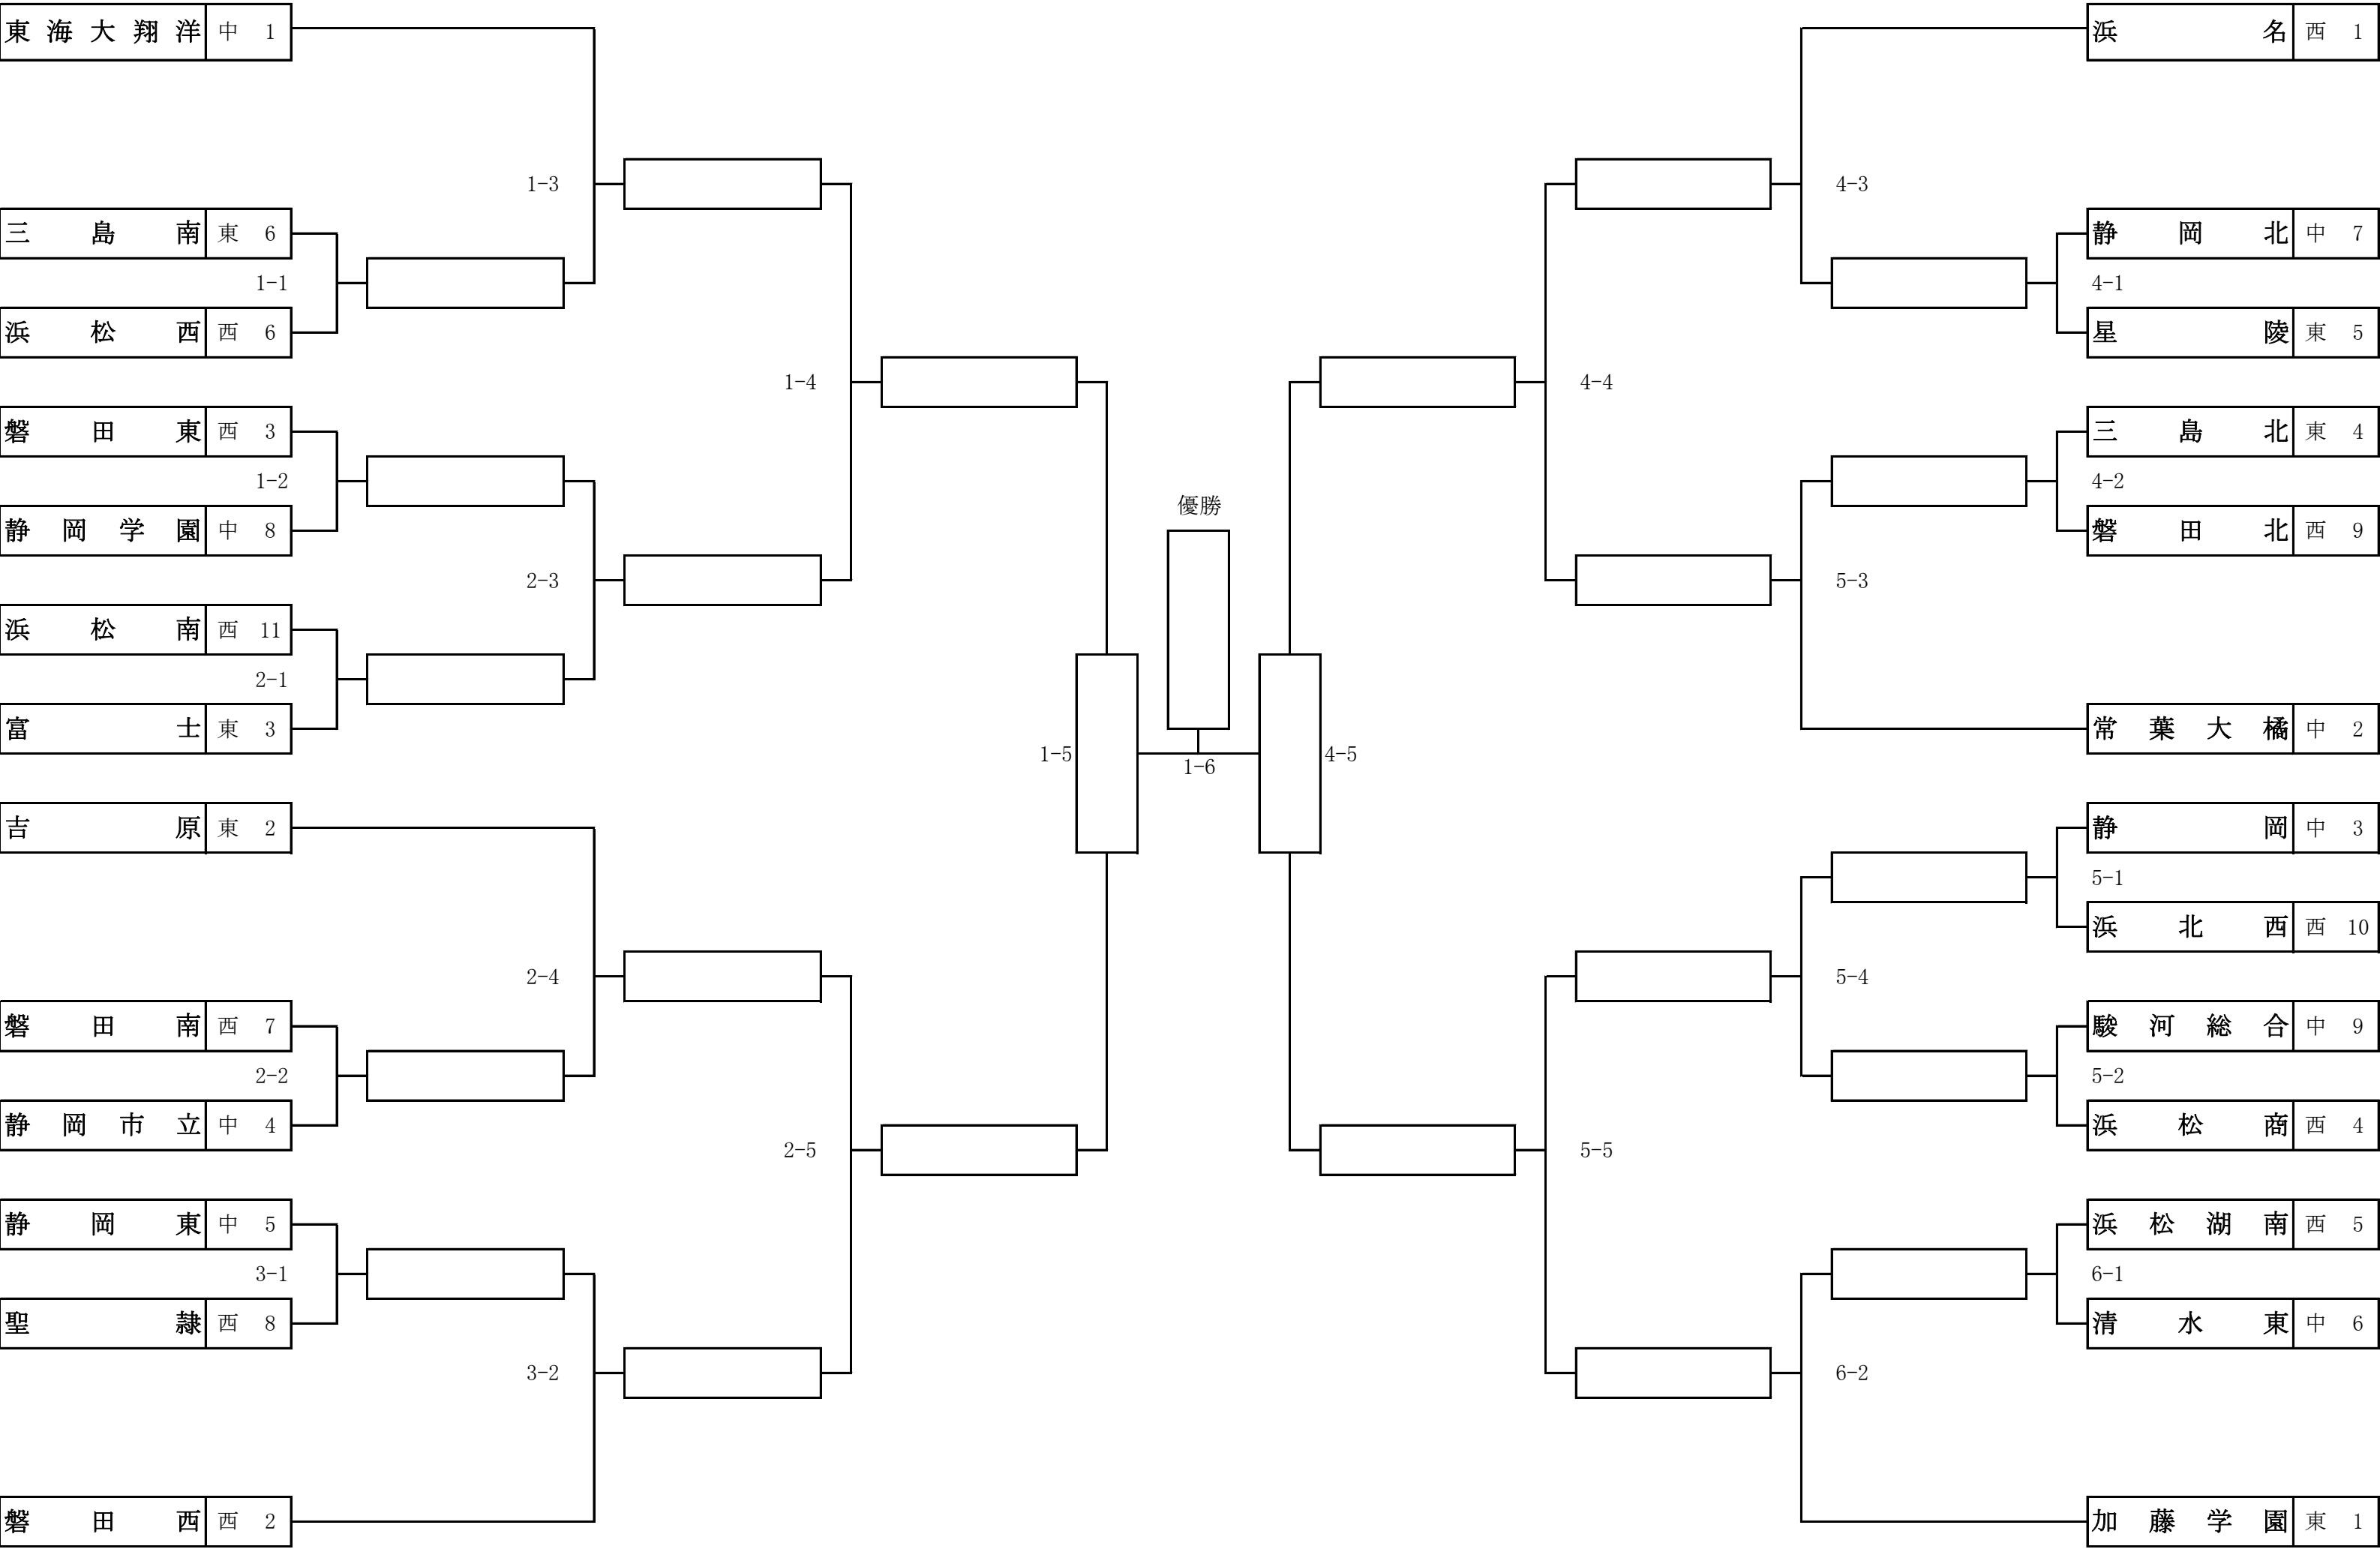 東海大翔洋 中 1
1-3
三島南 東 6
1-1
浜松西 西 6
1-4
磐田東 西 3
1-2
静岡学園 中 8
2-3
浜松南 西 11
2-1
富士 東 3
1-5
吉原 東 2
2-4
磐田南 西 7
2-2
静岡市立 中 4
2-5
静岡東 中 5
3-1
聖隷 西 8
3-2
磐田西 西 2
優勝
1-6
浜名 西 1
4-3
静岡北 中 7
4-1
星陵 東 5
4-4
三島北 東 4
4-2
磐田北 西 9
5-3
常葉大橘 中 2
4-5
静岡 中 3
5-1
浜北西 西 10
5-4
駿河総合 中 9
5-2
浜松商 西 4
5-5
浜松湖南 西 5
6-1
清水東 中 6
6-2
加藤学園 東 1